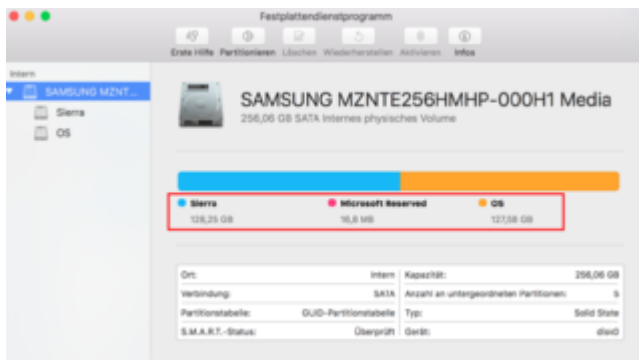 Festplattendienstprogramm
Erste Hilfe Partitionieren Löschen Wiederherstellen Aktivieren Infos
Intern
SAMSUNG MZNT...
Sierra
OS
SAMSUNG MZNTE256HMHP-000H1 Media
256,06 GB SATA Internes physisches Volume
Sierra Microsoft Reserved OS
128,25 GB 16,8 MB 127,58 GB
Ort: Intern Kapazität: 256,06 GB
Verbindung: SATA Anzahl an untergeordneten Partitionen: 5
Partitionstabelle: GUID-Partitionstabelle Typ: Solid State
S.M.A.R.T.-Status: Überprüft Gerät: disk0